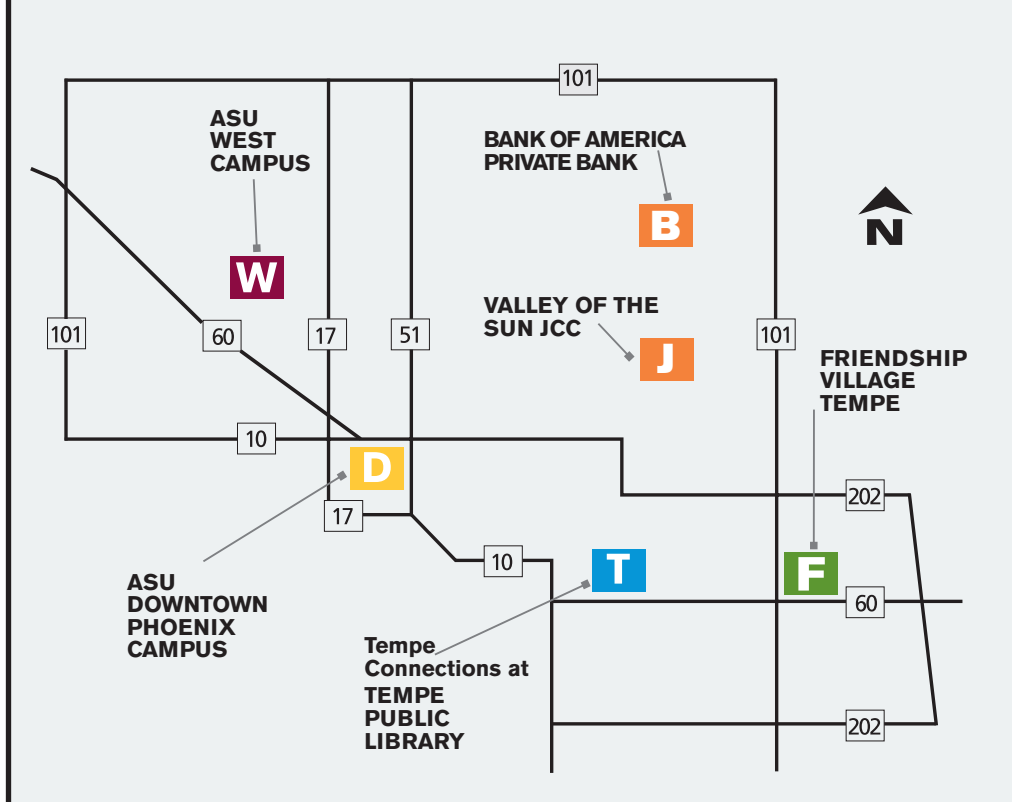 101
ASU
WEST
CAMPUS
BANK OF AMERICA
PRIVATE BANK
B
N
W
VALLEY OF THE
SUN JCC
101
60
17
51
101
J
FRIENDSHIP
VILLAGE
TEMPE
10
D
202
17
10
T
F
ASU
DOWNTOWN
PHOENIX
CAMPUS
60
Tempe
Connections at
TEMPE
PUBLIC
LIBRARY
202